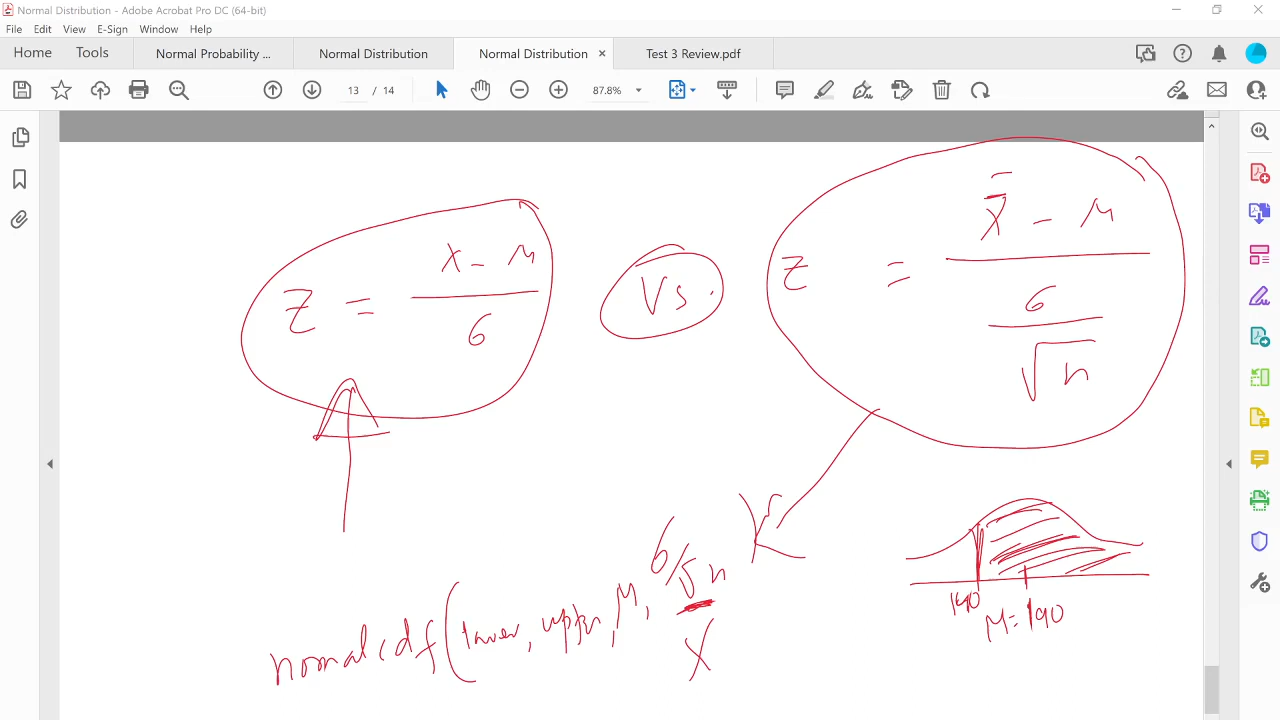 Normal Distribution - Adobe Acrobat Pro DC (64-bit)
File Edit View E-Sign Window Help
Home Tools Normal Probability ... Normal Distribution Normal Distribution × Test 3 Review.pdf
13 / 14 87.8%
z = x - μ / σ
Vs.
z = x̄ - μ / σ / √n
normalcdf(lower, upper, μ, σ/√n
X
140
μ = 190